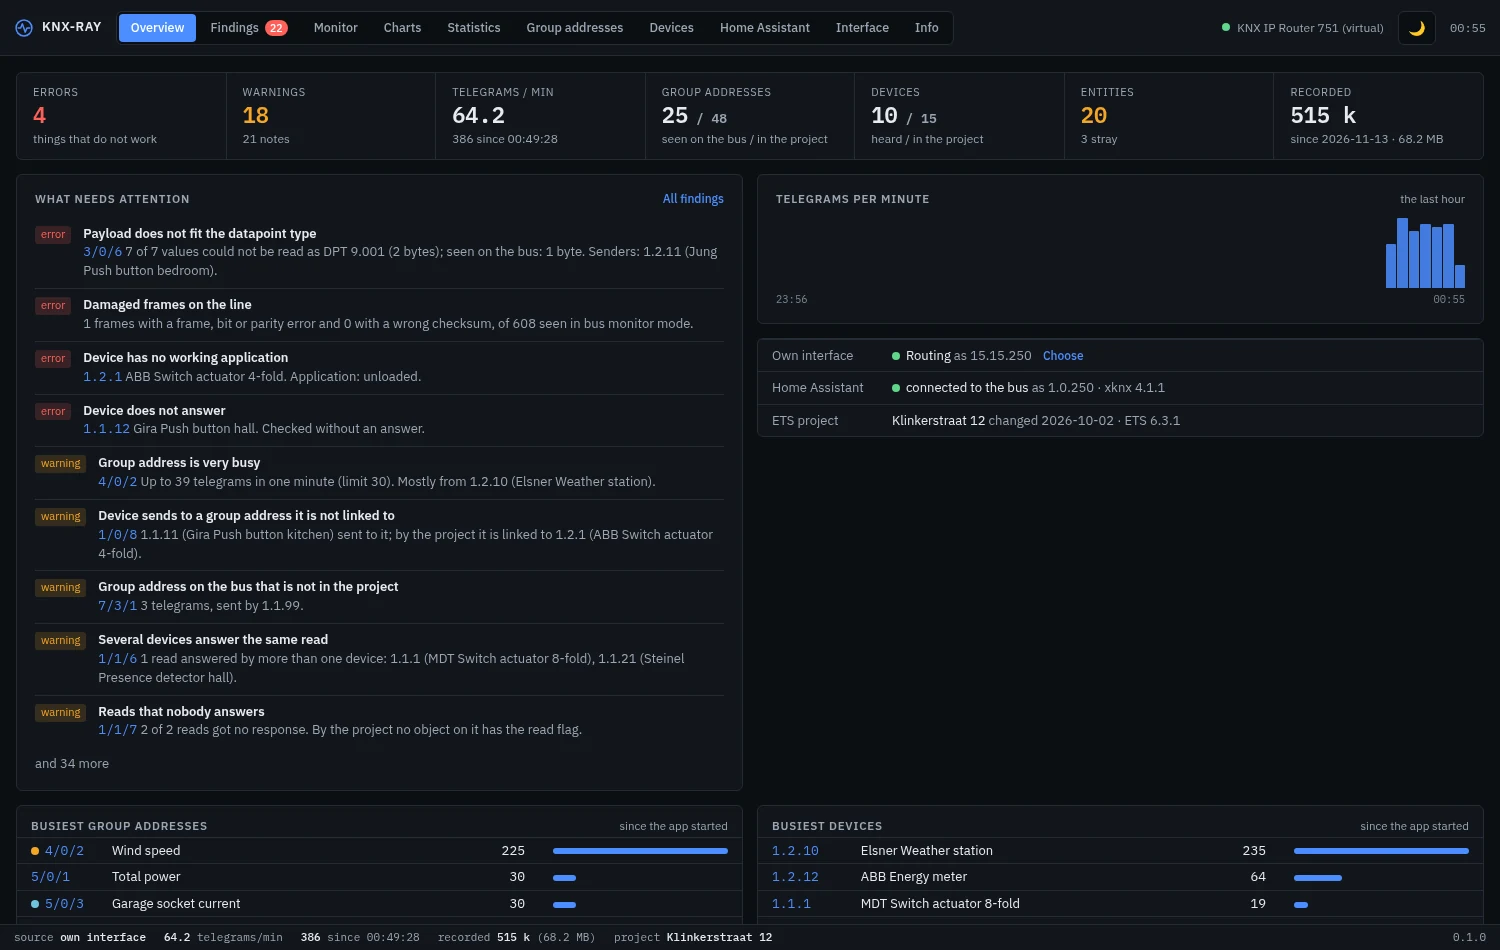 KNX-RAY Overview Findings 22 Monitor Charts Statistics Group addresses Devices Home Assistant Interface Info KNX IP Router 751 (virtual) 00:55
ERRORS WARNINGS TELEGRAMS / MIN GROUP ADDRESSES DEVICES ENTITIES RECORDED
4 18 64.2 25 / 48 10 / 15 20 515 k
things that do not work 21 notes 386 since 00:49:28 seen on the bus / in the project heard / in the project 3 stray since 2026-11-13 · 68.2 MB
WHAT NEEDS ATTENTION All findings
error Payload does not fit the datapoint type
3/0/6 7 of 7 values could not be read as DPT 9.001 (2 bytes); seen on the bus: 1 byte. Senders: 1.2.11 (Jung
Push button bedroom).
error Damaged frames on the line
1 frames with a frame, bit or parity error and 0 with a wrong checksum, of 608 seen in bus monitor mode.
error Device has no working application
1.2.1 ABB Switch actuator 4-fold. Application: unloaded.
error Device does not answer
1.1.12 Gira Push button hall. Checked without an answer.
warning Group address is very busy
4/0/2 Up to 39 telegrams in one minute (limit 30). Mostly from 1.2.10 (Elsner Weather station).
warning Device sends to a group address it is not linked to
1/0/8 1.1.11 (Gira Push button kitchen) sent to it; by the project it is linked to 1.2.1 (ABB Switch actuator
4-fold).
warning Group address on the bus that is not in the project
7/3/1 3 telegrams, sent by 1.1.99.
warning Several devices answer the same read
1/1/6 1 read answered by more than one device: 1.1.1 (MDT Switch actuator 8-fold), 1.1.21 (Steinel
Presence detector hall).
warning Reads that nobody answers
1/1/7 2 of 2 reads got no response. By the project no object on it has the read flag.
and 34 more
TELEGRAMS PER MINUTE the last hour
23:56 00:55
Own interface Routing as 15.15.250 Choose
Home Assistant connected to the bus as 1.0.250 · xknx 4.1.1
ETS project Klinkerstraat 12 changed 2026-10-02 · ETS 6.3.1
BUSIEST GROUP ADDRESSES since the app started
4/0/2 Wind speed 225
5/0/1 Total power 30
5/0/3 Garage socket current 30
BUSIEST DEVICES since the app started
1.2.10 Elsner Weather station 235
1.2.12 ABB Energy meter 64
1.1.1 MDT Switch actuator 8-fold 19
source own interface 64.2 telegrams/min 386 since 00:49:28 recorded 515 k (68.2 MB) project Klinkerstraat 12 0.1.0